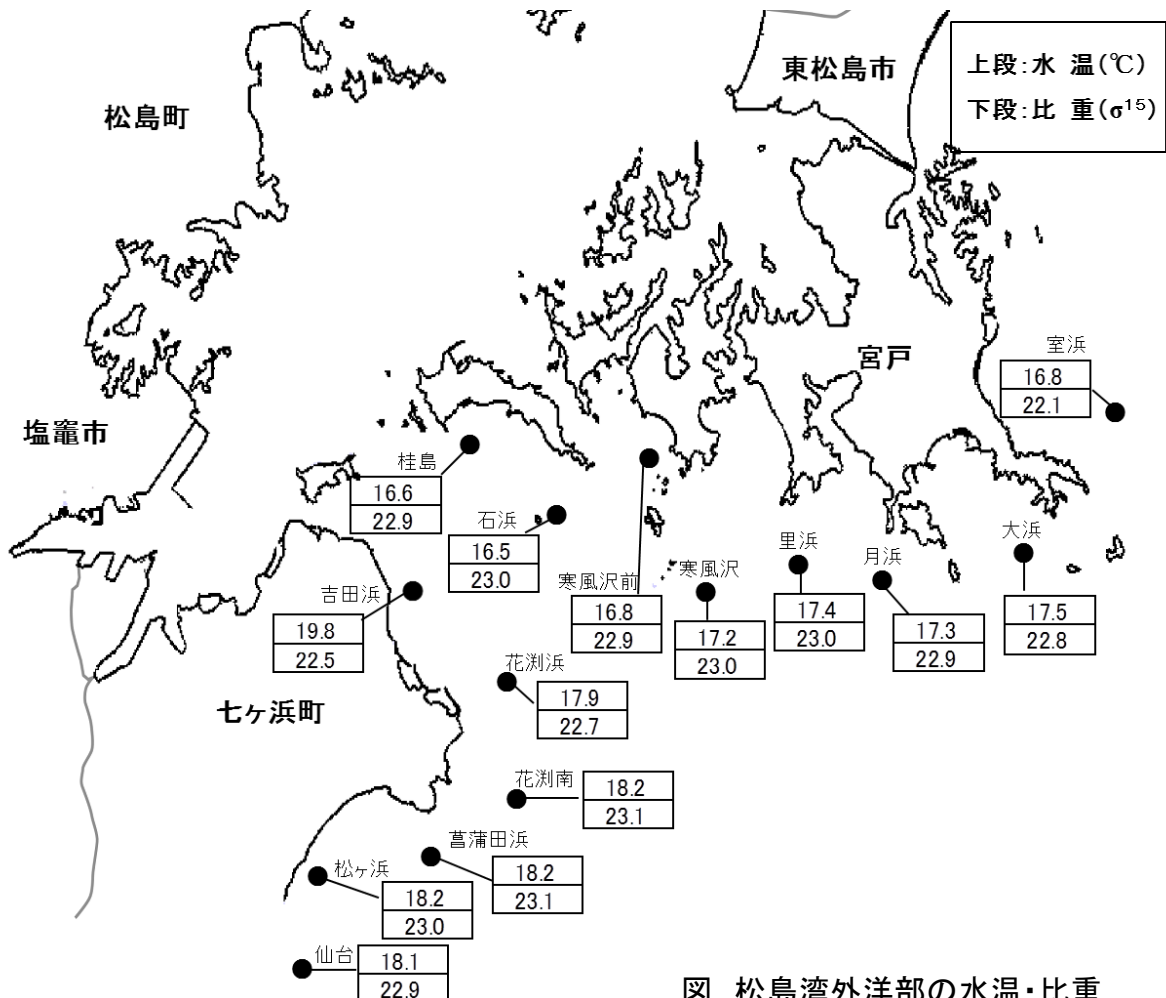 上段:水 温(℃)
下段:比 重(σ¹⁵)
東松島市
松島町
宮戸
塩竈市
七ヶ浜町
室浜
16.8
22.1
桂島
16.6
22.9
石浜
16.5
23.0
吉田浜
19.8
22.5
寒風沢前
16.8
22.9
寒風沢
17.2
23.0
里浜
17.4
23.0
月浜
17.3
22.9
大浜
17.5
22.8
花渕浜
17.9
22.7
花渕南
18.2
23.1
菖蒲田浜
18.2
23.1
松ヶ浜
18.2
23.0
仙台
18.1
22.9
図 松島湾外洋部の水温・比重